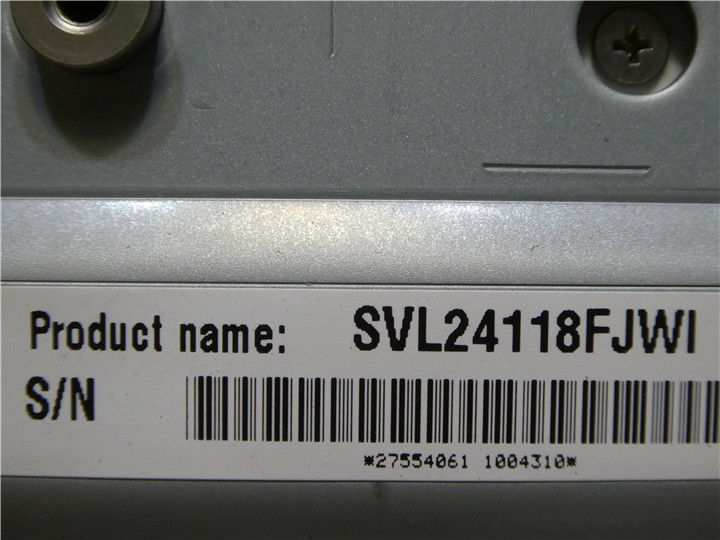 Product name: SVL24118FJWI
S/N
*27554061 1004310*